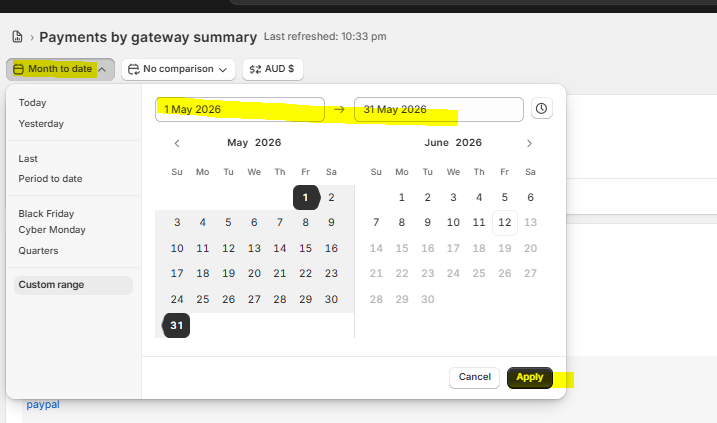 › Payments by gateway summary Last refreshed: 10:33 pm
Month to date No comparison AUD $
Today
Yesterday
Last
Period to date
Black Friday
Cyber Monday
Quarters
Custom range
1 May 2026 → 31 May 2026
May 2026
Su Mo Tu We Th Fr Sa
1 2
3 4 5 6 7 8 9
10 11 12 13 14 15 16
17 18 19 20 21 22 23
24 25 26 27 28 29 30
31
June 2026
Su Mo Tu We Th Fr Sa
1 2 3 4 5 6
7 8 9 10 11 12 13
14 15 16 17 18 19 20
21 22 23 24 25 26 27
28 29 30
Cancel Apply
paypal